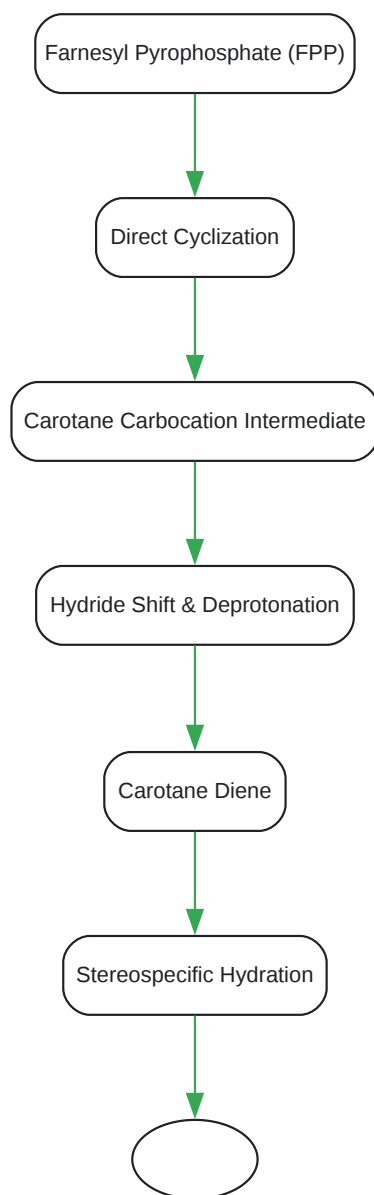 Farnesyl Pyrophosphate (FPP)
Direct Cyclization
Carotane Carbocation Intermediate
Hydride Shift & Deprotonation
Carotane Diene
Stereospecific Hydration